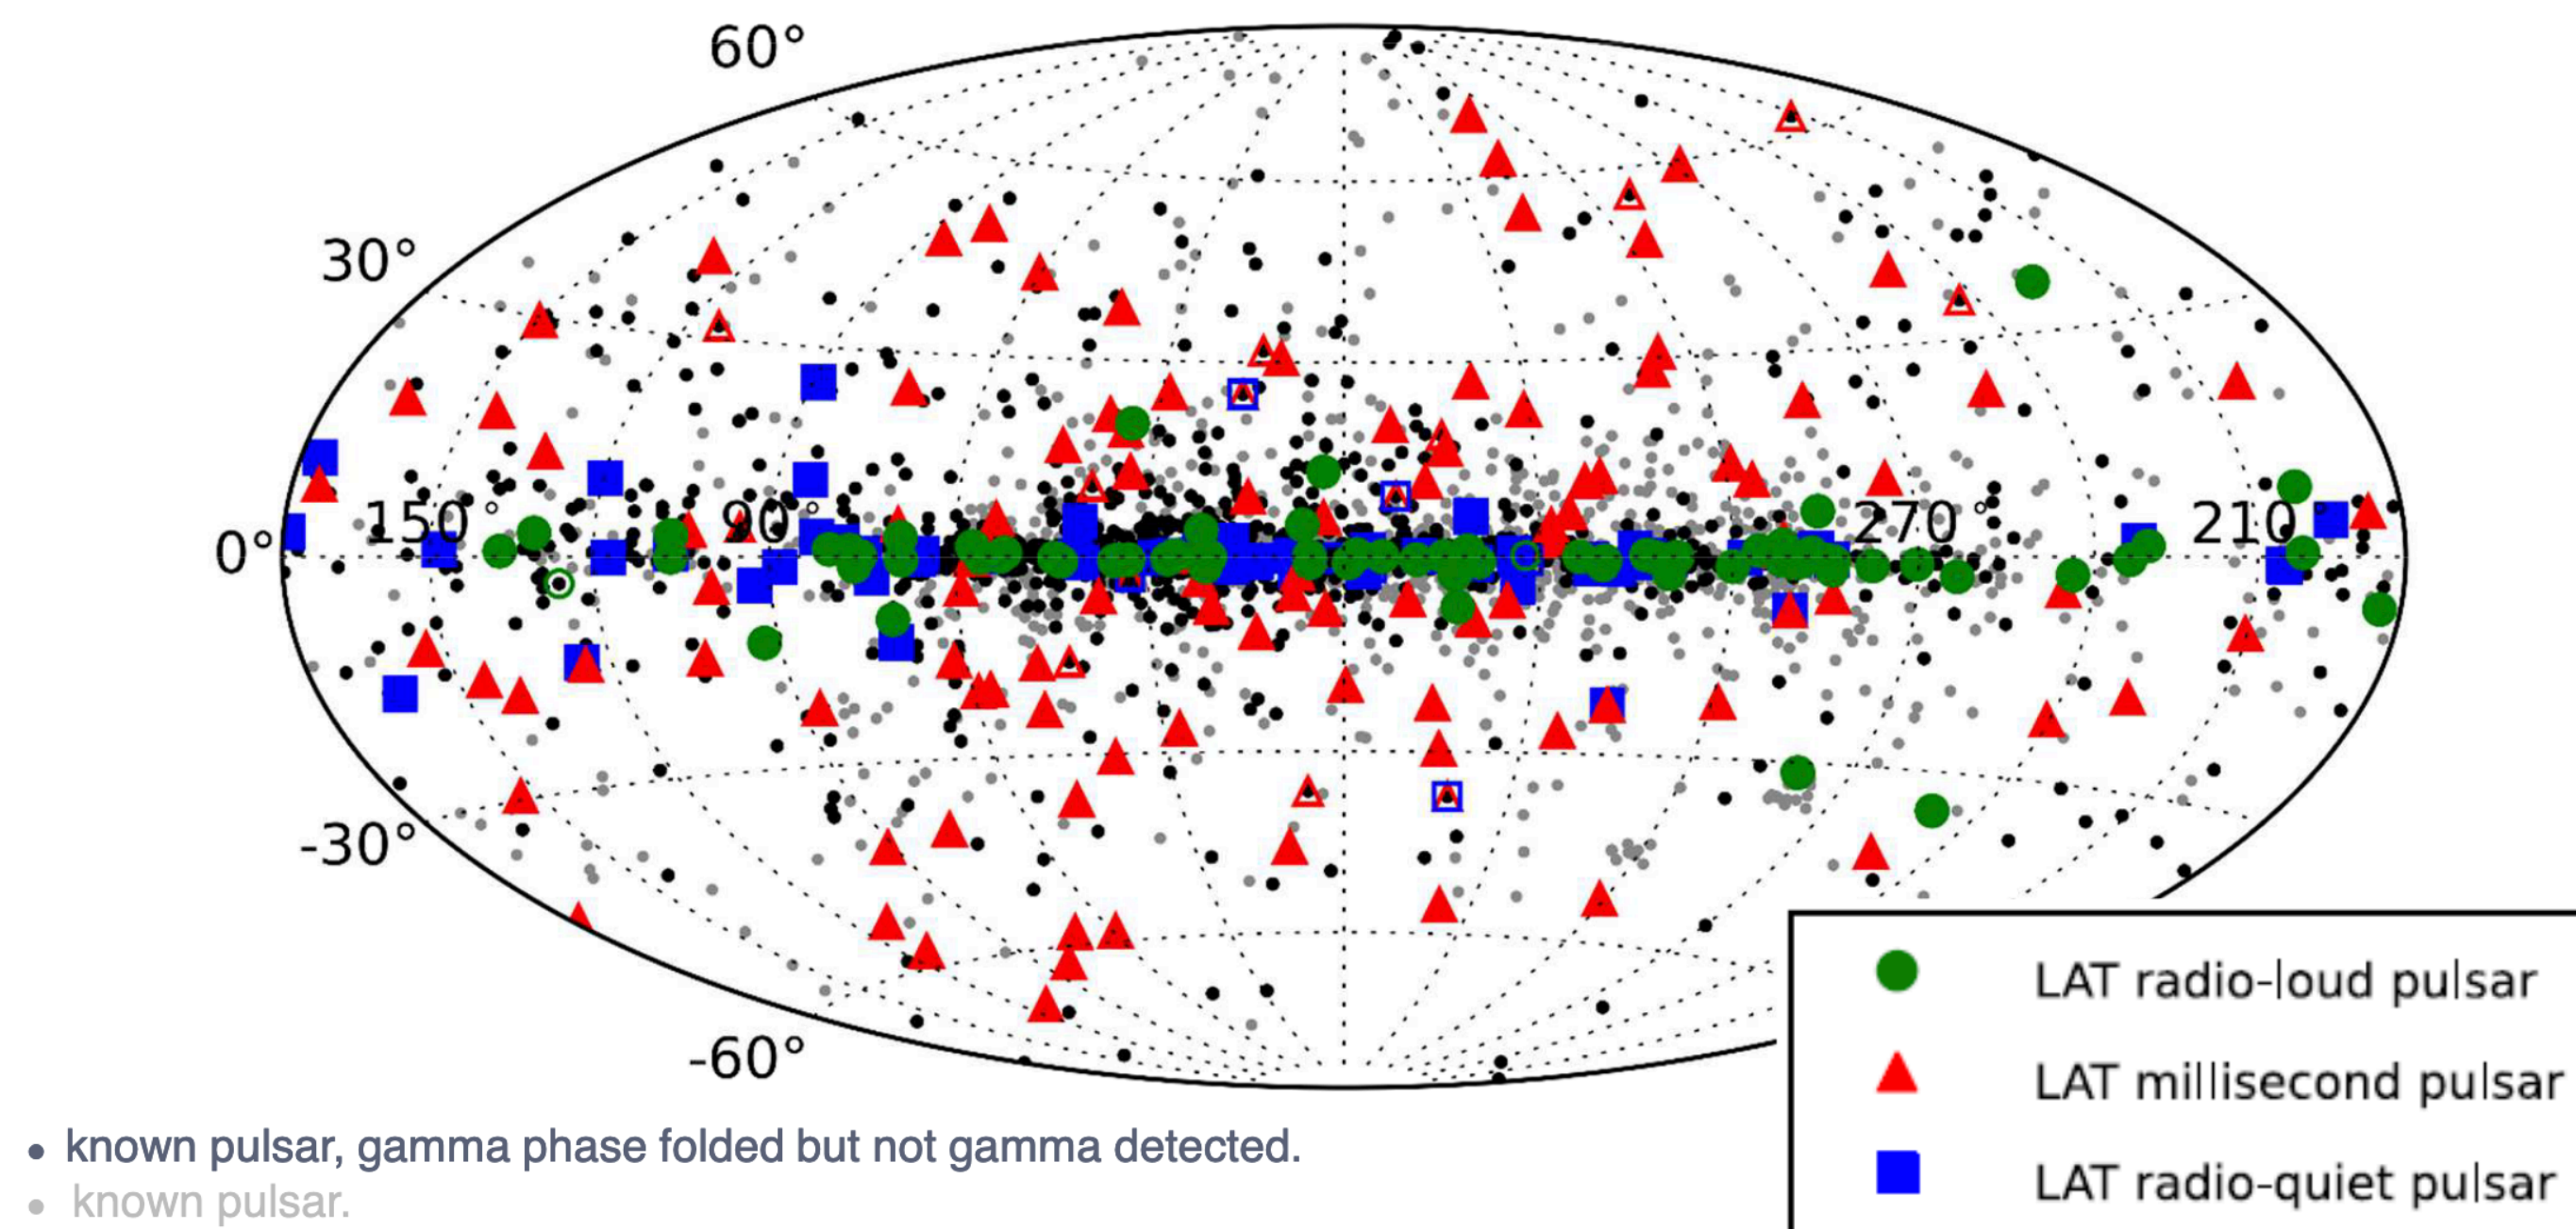 60°
30°
150° 90° 270° 210°
0°
-30°
-60°
LAT radio-loud pulsar
LAT millisecond pulsar
LAT radio-quiet pulsar
• known pulsar, gamma phase folded but not gamma detected.
• known pulsar.